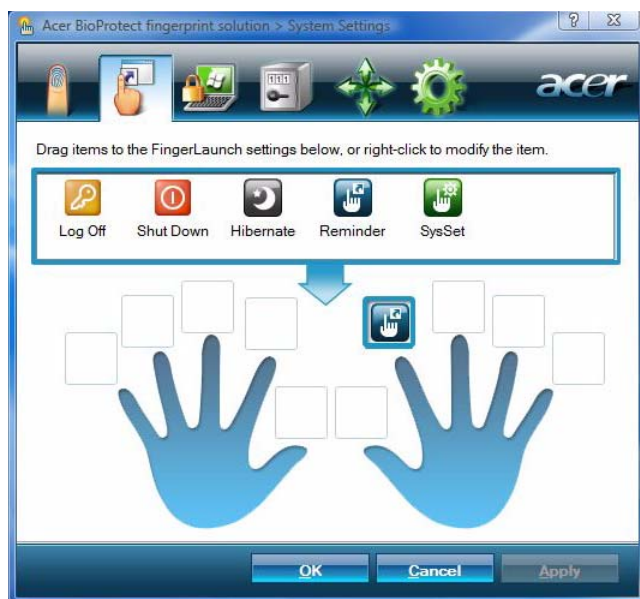 Acer BioProtect fingerprint solution > System Settings
acer
Drag items to the FingerLaunch settings below, or right-click to modify the item.
Log Off Shut Down Hibernate Reminder SysSet
OK Cancel Apply